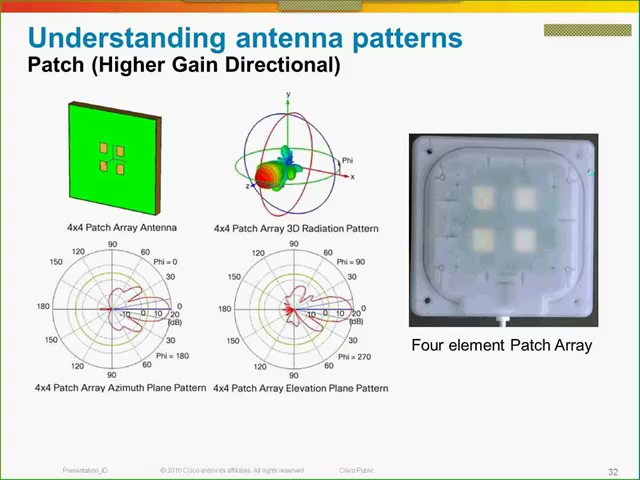 Understanding antenna patterns
Patch (Higher Gain Directional)
y
Phi
z
x
4x4 Patch Array Antenna
4x4 Patch Array 3D Radiation Pattern
90
120
60
Phi = 0
150
30
180
0
-10
0
10
20
(dB)
150
30
Phi = 180
120
60
90
4x4 Patch Array Azimuth Plane Pattern
90
120
60
Phi = 90
150
30
180
0
-10
0
10
20
(dB)
150
30
Phi = 270
120
60
90
4x4 Patch Array Elevation Plane Pattern
Four element Patch Array
Presentation_ID
© 2010 Cisco and/or its affiliates. All rights reserved.
Cisco Public
32